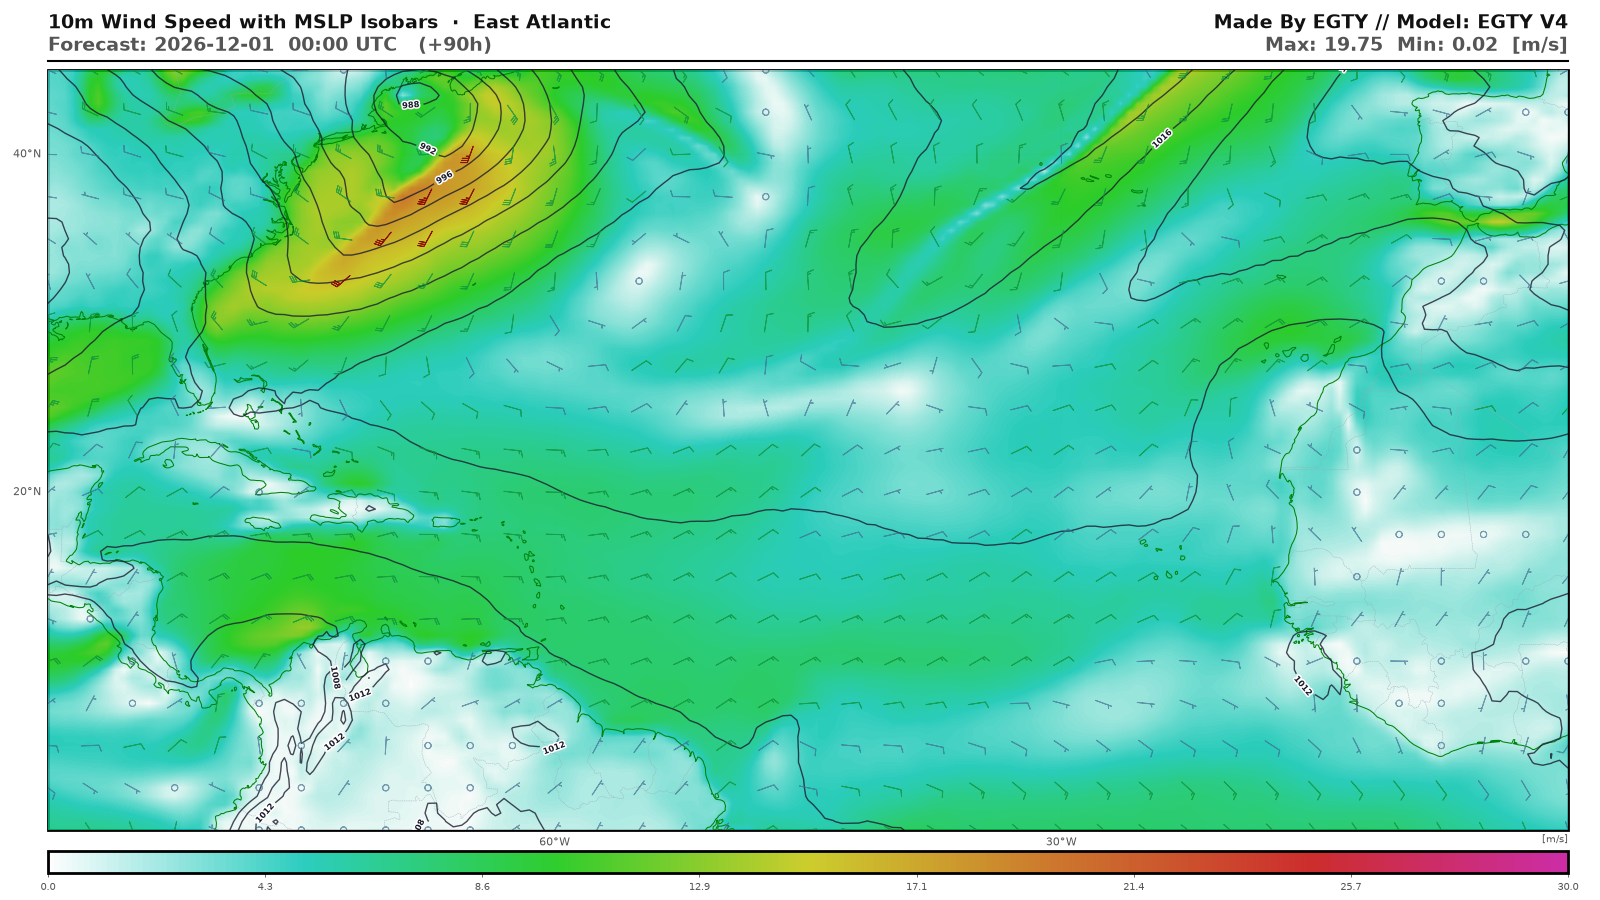 10m Wind Speed with MSLP Isobars · East Atlantic
Made By EGTY // Model: EGTY V4
Forecast: 2026-12-01 00:00 UTC (+90h)
Max: 19.75 Min: 0.02 [m/s]
988
992
996
1016
40°N
20°N
1008
1012
1012
1012
1012
1012
08
60°W
30°W
[m/s]
0.0
4.3
8.6
12.9
17.1
21.4
25.7
30.0